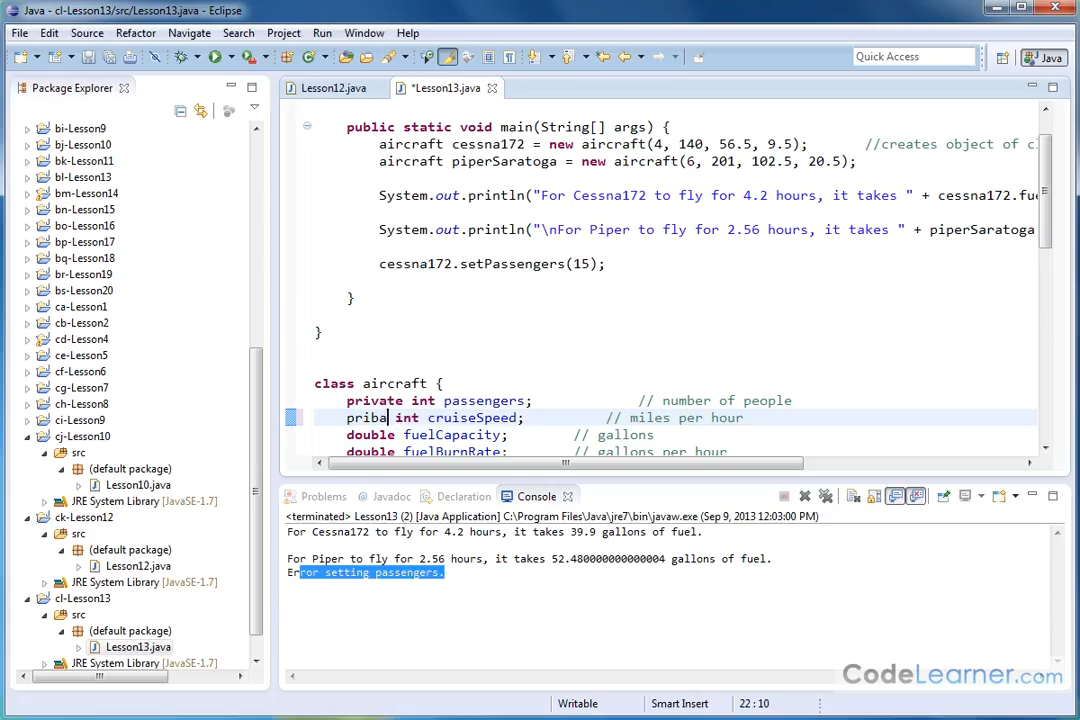 Java - cl-Lesson13/src/Lesson13.java - Eclipse
File Edit Source Refactor Navigate Search Project Run Window Help
Quick Access
Java
Package Explorer
Lesson12.java
*Lesson13.java
bi-Lesson9
bj-Lesson10
bk-Lesson11
bl-Lesson13
bm-Lesson14
bn-Lesson15
bo-Lesson16
bp-Lesson17
bq-Lesson18
br-Lesson19
bs-Lesson20
ca-Lesson1
cb-Lesson2
cd-Lesson4
ce-Lesson5
cf-Lesson6
cg-Lesson7
ch-Lesson8
ci-Lesson9
cj-Lesson10
src
(default package)
Lesson10.java
JRE System Library [JavaSE-1.7]
ck-Lesson12
src
(default package)
Lesson12.java
JRE System Library [JavaSE-1.7]
cl-Lesson13
src
(default package)
Lesson13.java
JRE System Library [JavaSE-1.7]
public static void main(String[] args) {
aircraft cessna172 = new aircraft(4, 140, 56.5, 9.5); //creates object of cl
aircraft piperSaratoga = new aircraft(6, 201, 102.5, 20.5);
System.out.println("For Cessna172 to fly for 4.2 hours, it takes " + cessna172.fue
System.out.println("\nFor Piper to fly for 2.56 hours, it takes " + piperSaratoga
cessna172.setPassengers(15);
}
}
class aircraft {
private int passengers; // number of people
priba int cruiseSpeed; // miles per hour
double fuelCapacity; // gallons
double fuelBurnRate; // gallons per hour
Problems Javadoc Declaration Console
<terminated> Lesson13 (2) [Java Application] C:\Program Files\Java\jre7\bin\javaw.exe (Sep 9, 2013 12:03:00 PM)
For Cessna172 to fly for 4.2 hours, it takes 39.9 gallons of fuel.
For Piper to fly for 2.56 hours, it takes 52.480000000000004 gallons of fuel.
Error setting passengers.
CodeLearner.com
Writable
Smart Insert
22:10